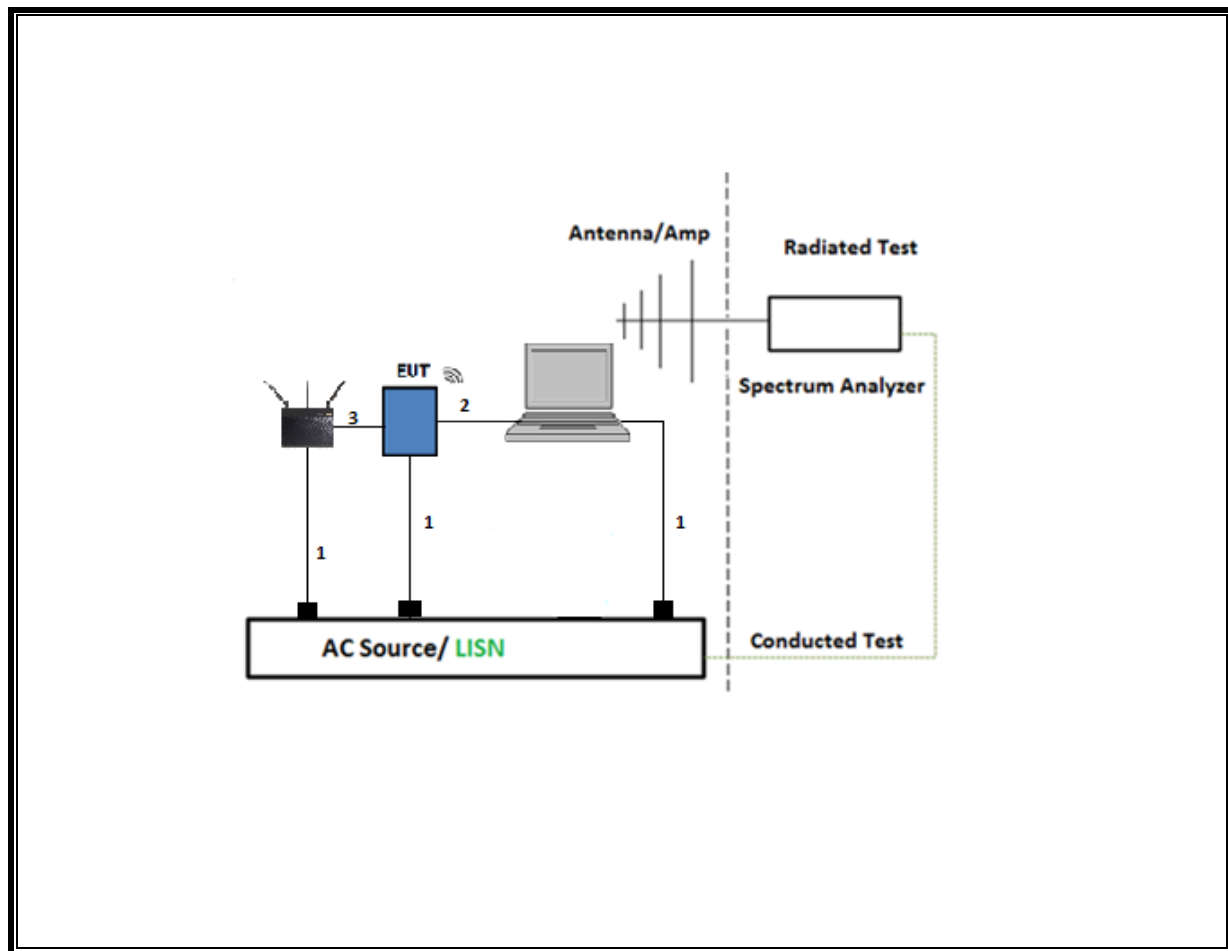 Antenna/Amp
Radiated Test
Spectrum Analyzer
EUT
2
3
1
1
1
AC Source/ LISN
Conducted Test